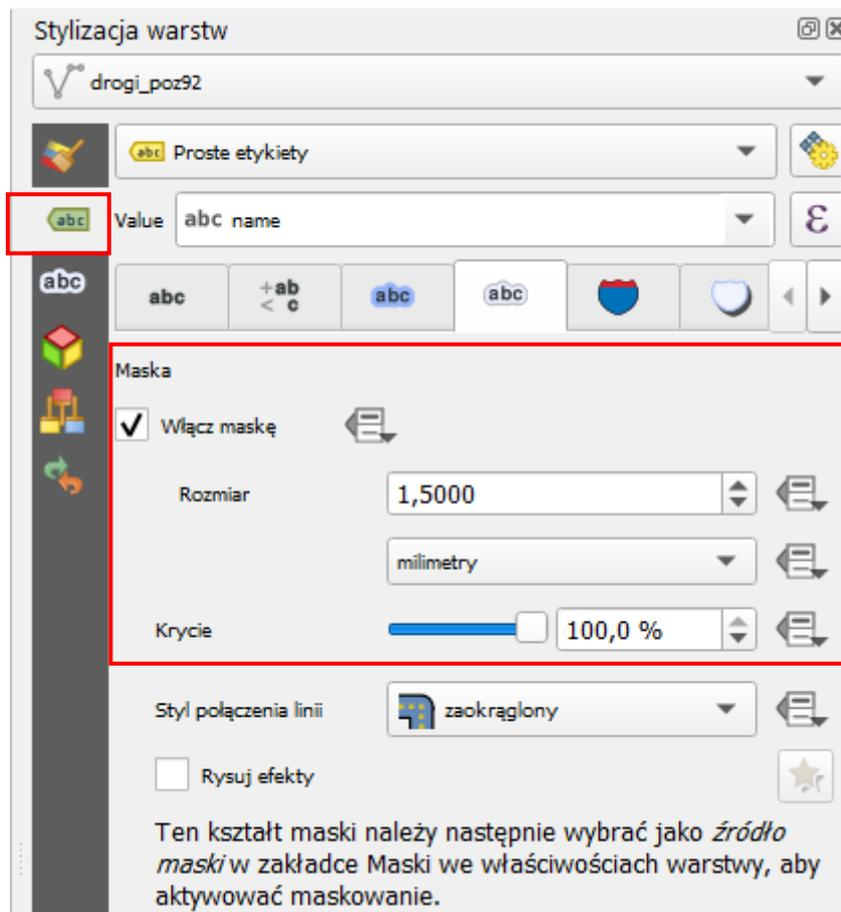 Stylizacja warstw
drogi_poz92
abc Proste etykiety
abc Value abc name ε
abc abc +ab abc abc
< c
Maska
Włącz maskę
Rozmiar 1,5000
milimetry
Krycie 100,0 %
Styl połączenia linii zaokrąglony
Rysuj efekty
Ten kształt maski należy następnie wybrać jako źródło
maski w zakładce Maski we właściwościach warstwy, aby
aktywować maskowanie.